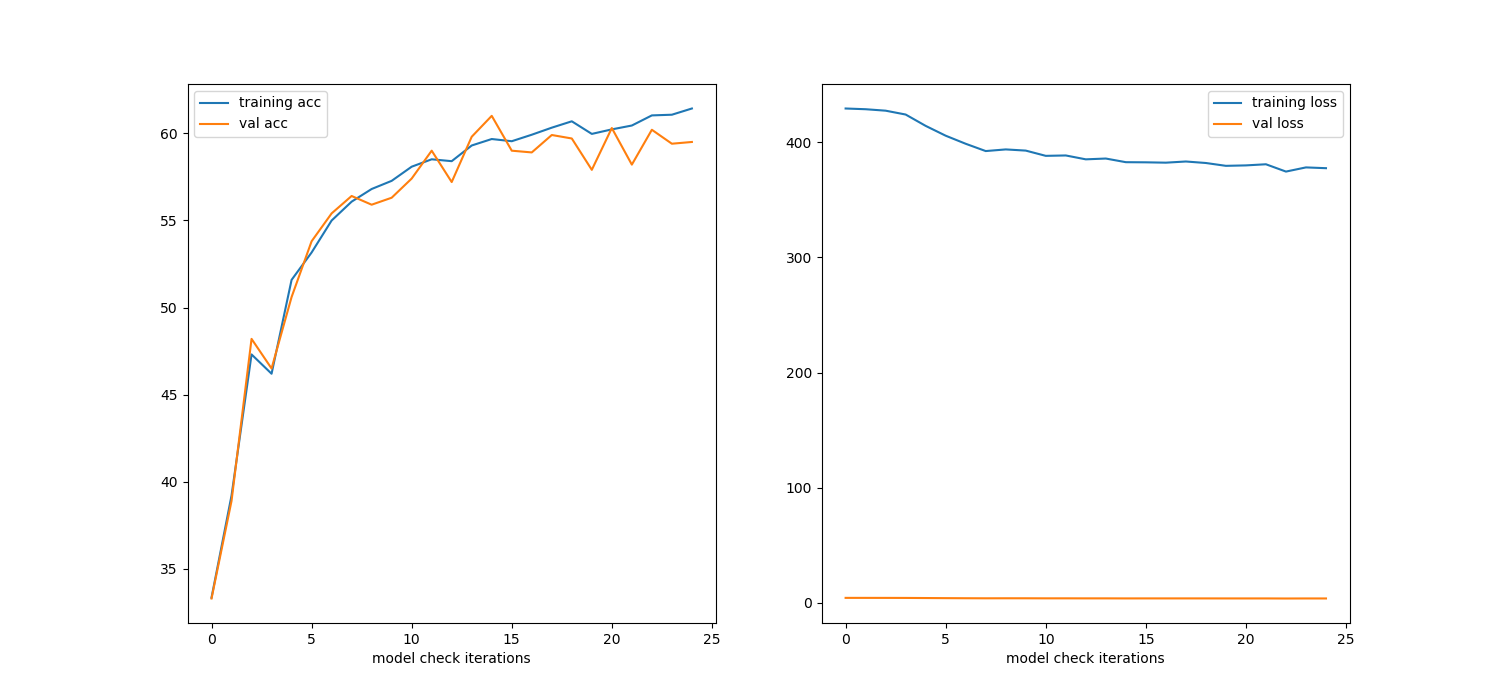 training acc
val acc
60
55
50
45
40
35
0 5 10 15 20 25
model check iterations
training loss
val loss
400
300
200
100
0
0 5 10 15 20 25
model check iterations